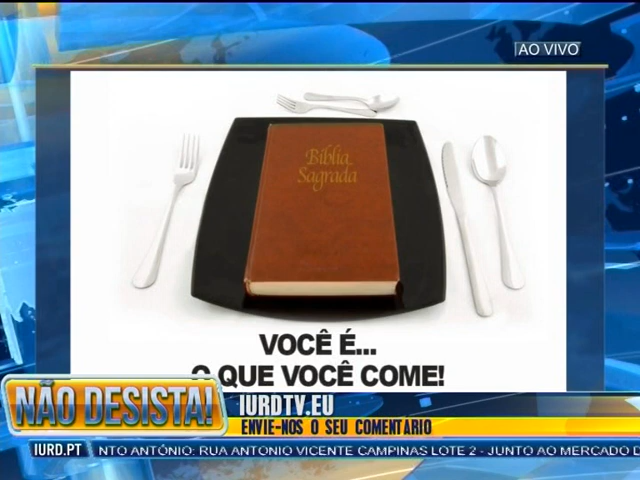 AO VIVO
Bíblia
Sagrada
VOCÊ É...
O QUE VOCÊ COME!
NÃO DESISTA!
IURDTV.EU
ENVIE-NOS O SEU COMENTÁRIO
IURD.PT
NTO ANTÓNIO: RUA ANTONIO VICENTE CAMPINAS LOTE 2 - JUNTO AO MERCADO D